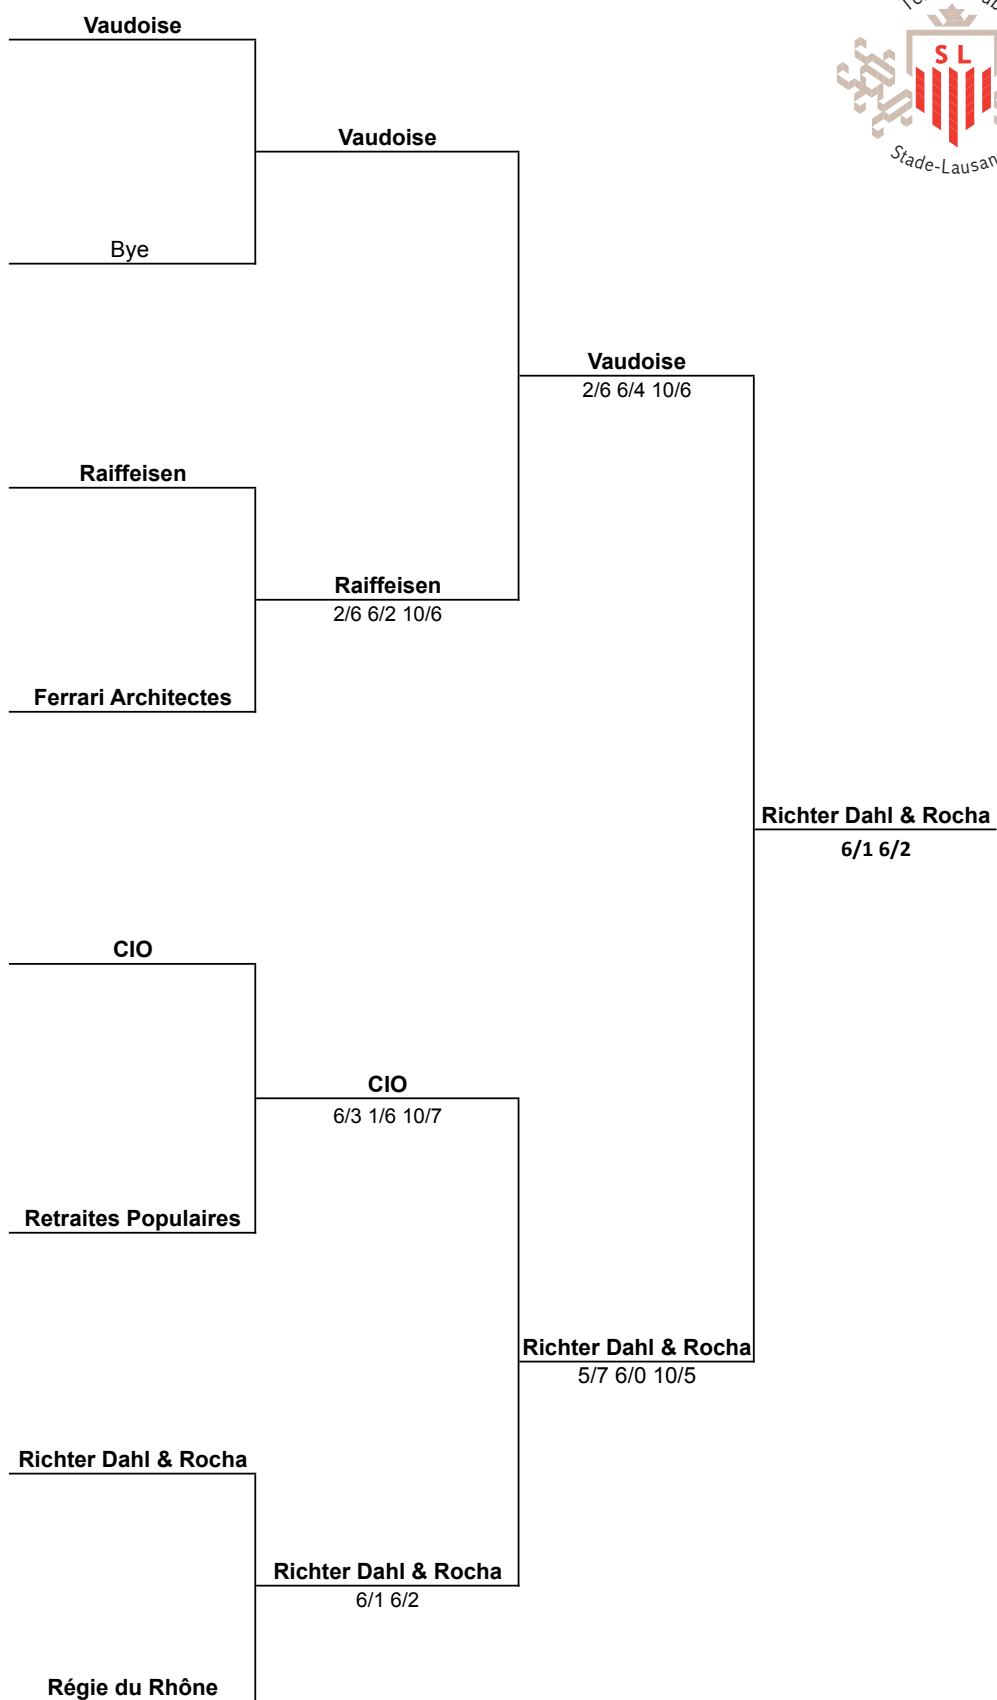 Vaudoise
S L
Stade-Lausan
Vaudoise
Bye
Vaudoise
2/6 6/4 10/6
Raiffeisen
Raiffeisen
2/6 6/2 10/6
Ferrari Architectes
Richter Dahl & Rocha
6/1 6/2
CIO
CIO
6/3 1/6 10/7
Retraites Populaires
Richter Dahl & Rocha
5/7 6/0 10/5
Richter Dahl & Rocha
Richter Dahl & Rocha
6/1 6/2
Régie du Rhône